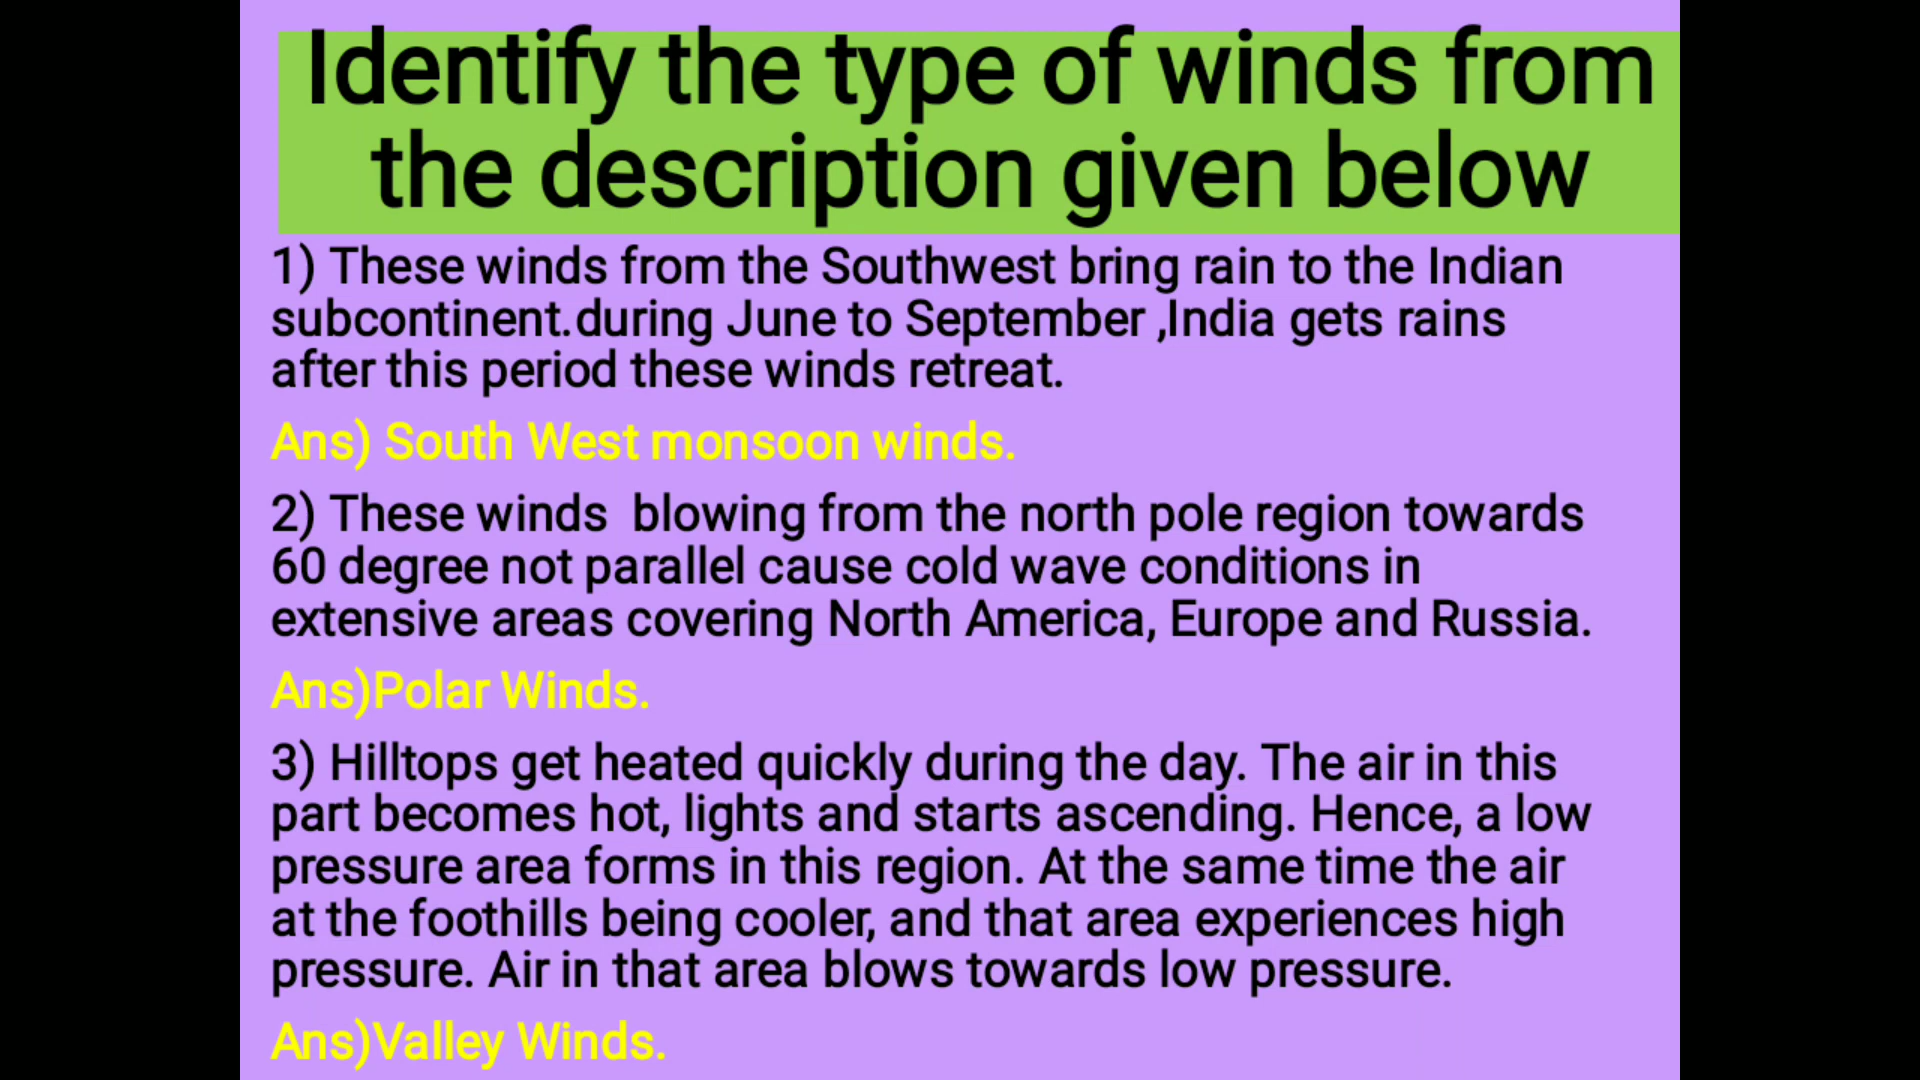 Identify the type of winds from
the description given below
1) These winds from the Southwest bring rain to the Indian
subcontinent.during June to September ,India gets rains
after this period these winds retreat.
Ans) South West monsoon winds.
2) These winds  blowing from the north pole region towards
60 degree not parallel cause cold wave conditions in
extensive areas covering North America, Europe and Russia.
Ans)Polar Winds.
3) Hilltops get heated quickly during the day. The air in this
part becomes hot, lights and starts ascending. Hence, a low
pressure area forms in this region. At the same time the air
at the foothills being cooler, and that area experiences high
pressure. Air in that area blows towards low pressure.
Ans)Valley Winds.